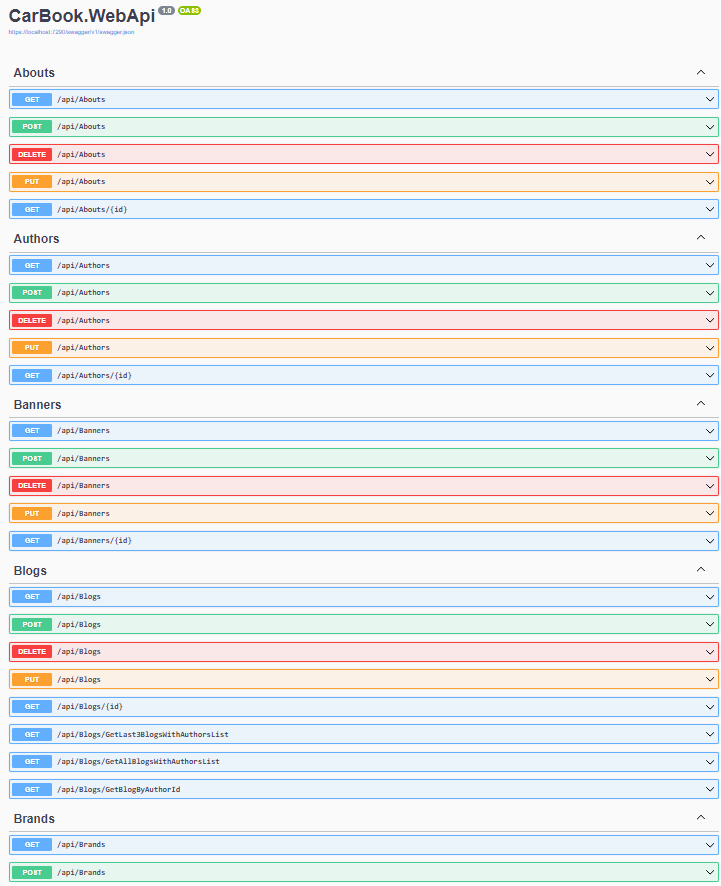 CarBook.WebApi 1.0 OAS3
https://localhost:7290/swagger/v1/swagger.json
Abouts
GET /api/Abouts
POST /api/Abouts
DELETE /api/Abouts
PUT /api/Abouts
GET /api/Abouts/{id}
Authors
GET /api/Authors
POST /api/Authors
DELETE /api/Authors
PUT /api/Authors
GET /api/Authors/{id}
Banners
GET /api/Banners
POST /api/Banners
DELETE /api/Banners
PUT /api/Banners
GET /api/Banners/{id}
Blogs
GET /api/Blogs
POST /api/Blogs
DELETE /api/Blogs
PUT /api/Blogs
GET /api/Blogs/{id}
GET /api/Blogs/GetLast3BlogsWithAuthorsList
GET /api/Blogs/GetAllBlogsWithAuthorsList
GET /api/Blogs/GetBlogByAuthorId
Brands
GET /api/Brands
POST /api/Brands